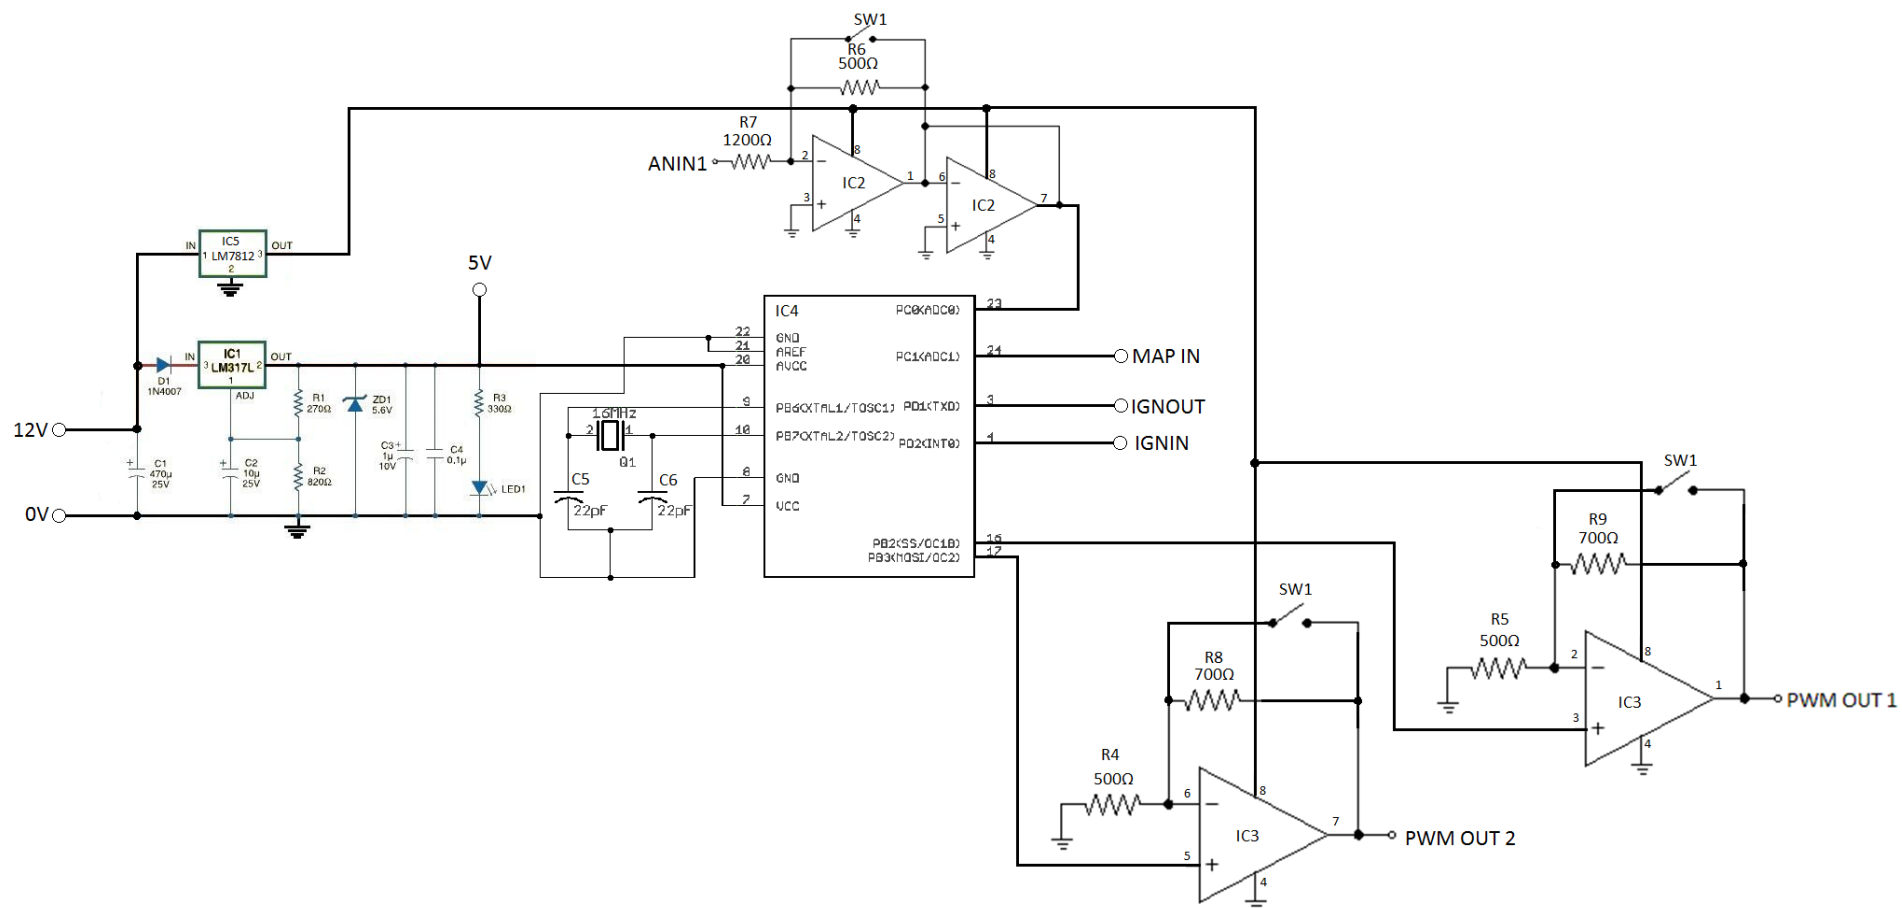 SW1
R6
500Ω
R7
1200Ω
ANIN1
2
8
3
4
IC2
1
6
8
5
4
IC2
7
IC5
LM7812
IN
1
3
OUT
2
5V
IN
IC1
OUT
3
LM317L
2
1
ADJ
D1
1N4007
12V
0V
+
C1
470µ
25V
+
C2
10µ
25V
R1
270Ω
R2
820Ω
ZD1
5.6V
C3
+
1µ
10V
C4
0.1µ
R3
330Ω
LED1
16MHz
2
1
Q1
C5
22pF
C6
22pF
IC4
22
GND
21
AREF
20
AVCC
9
PB6(XTAL1/TOSC1)
10
PB7(XTAL2/TOSC2)
8
GND
7
VCC
PC0(ADC0)
23
PC1(ADC1)
24
MAP IN
PD1(TXD)
3
IGNOUT
PD2(INT0)
4
IGNIN
PB2(SS/OC1B)
16
PB3(MOSI/OC2)
17
SW1
R9
700Ω
R5
500Ω
2
8
IC3
1
PWM OUT 1
3
4
SW1
R8
700Ω
R4
500Ω
6
8
IC3
7
PWM OUT 2
5
4